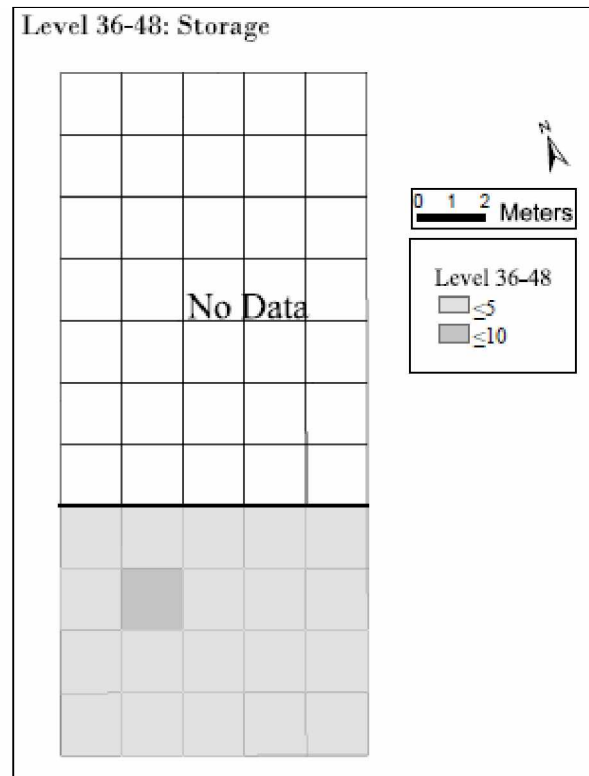 Level 36-48: Storage
N
0 1 2 Meters
No Data
Level 36-48
≤5
≤10